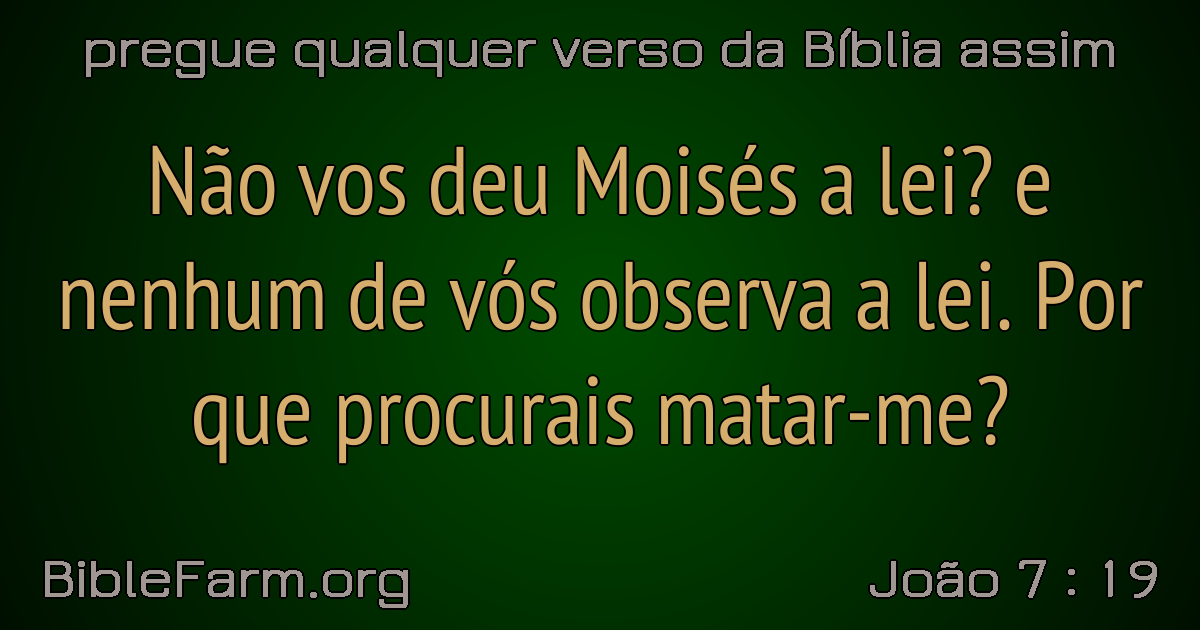 pregue qualquer verso da Bíblia assim
Não vos deu Moisés a lei? e
nenhum de vós observa a lei. Por
que procurais matar-me?
BibleFarm.org
João 7 : 19